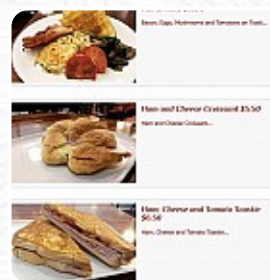 Bacon, Eggs, Mushrooms and Tomatoes on Toast...
Ham and Cheese Croissant $5.50
Ham and Cheese Croissant...
Ham, Cheese and Tomato Toastie
$6.50
Ham, Cheese and Tomato Toastie...